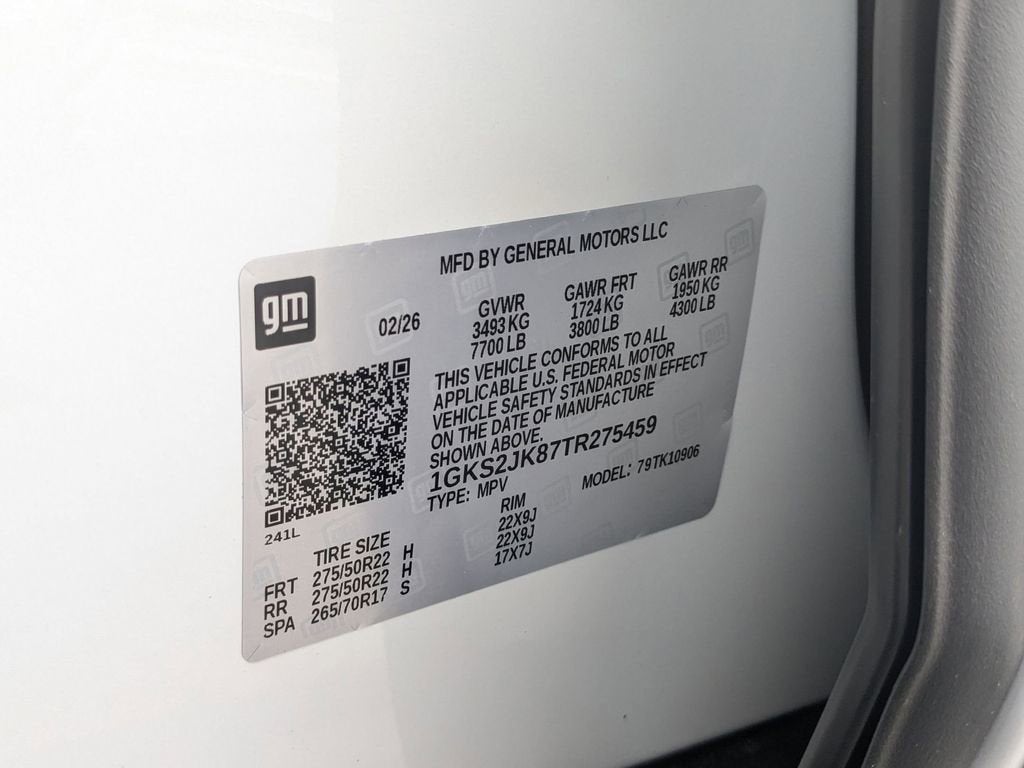 MFD BY GENERAL MOTORS LLC
gm
02/26
GVWR GAWR FRT GAWR RR
3493 KG 1724 KG 1950 KG
7700 LB 3800 LB 4300 LB
THIS VEHICLE CONFORMS TO ALL
APPLICABLE U.S. FEDERAL MOTOR
VEHICLE SAFETY STANDARDS IN EFFECT
ON THE DATE OF MANUFACTURE
SHOWN ABOVE.
1GKS2JK87TR275459
TYPE: MPV MODEL: 79TK10906
241L
TIRE SIZE RIM
FRT 275/50R22 H 22X9J
RR 275/50R22 H 22X9J
SPA 265/70R17 S 17X7J